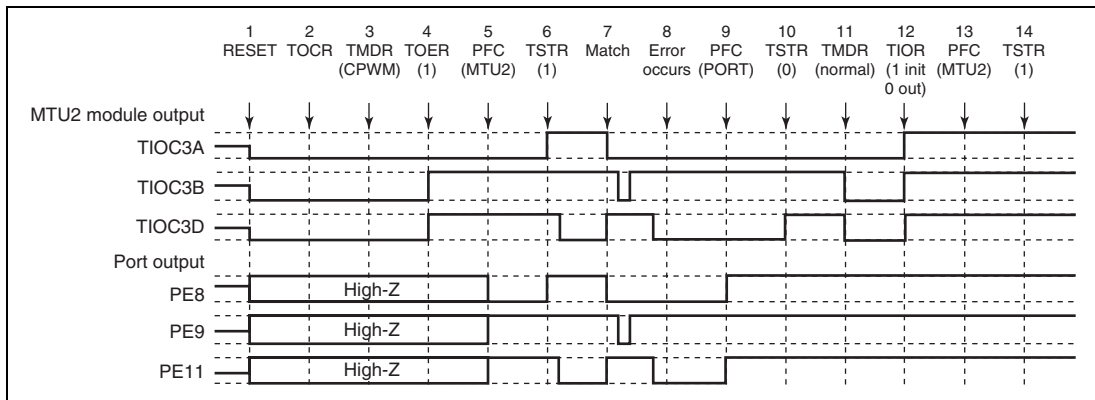 1 2 3 4 5 6 7 8 9 10 11 12 13 14
RESET TOCR TMDR TOER PFC TSTR Match Error PFC TSTR TMDR TIOR PFC TSTR
(CPWM) (1) (MTU2) (1) occurs (PORT) (0) (normal) (1 init (MTU2) (1)
0 out)
MTU2 module output
TIOC3A
TIOC3B
TIOC3D
Port output
PE8 High-Z
PE9 High-Z
PE11 High-Z